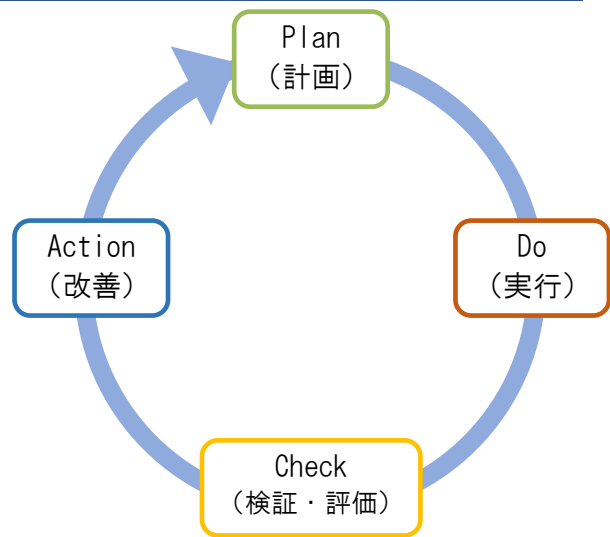 Plan
（計画）
Do
（実行）
Check
（検証・評価）
Action
（改善）